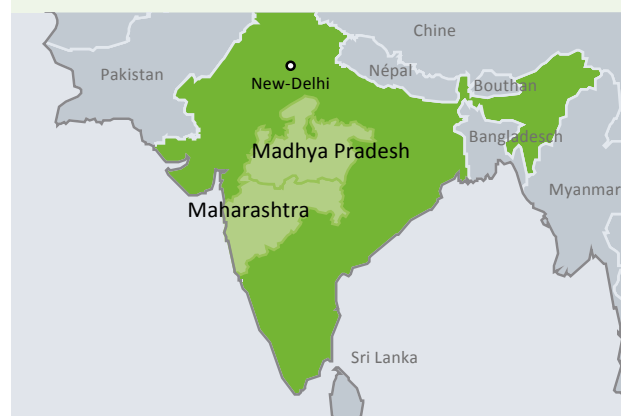 Chine
Pakistan
Népal
New-Delhi
Bouthan
Bangladesch
Madhya Pradesh
Myanmar
Maharashtra
Sri Lanka